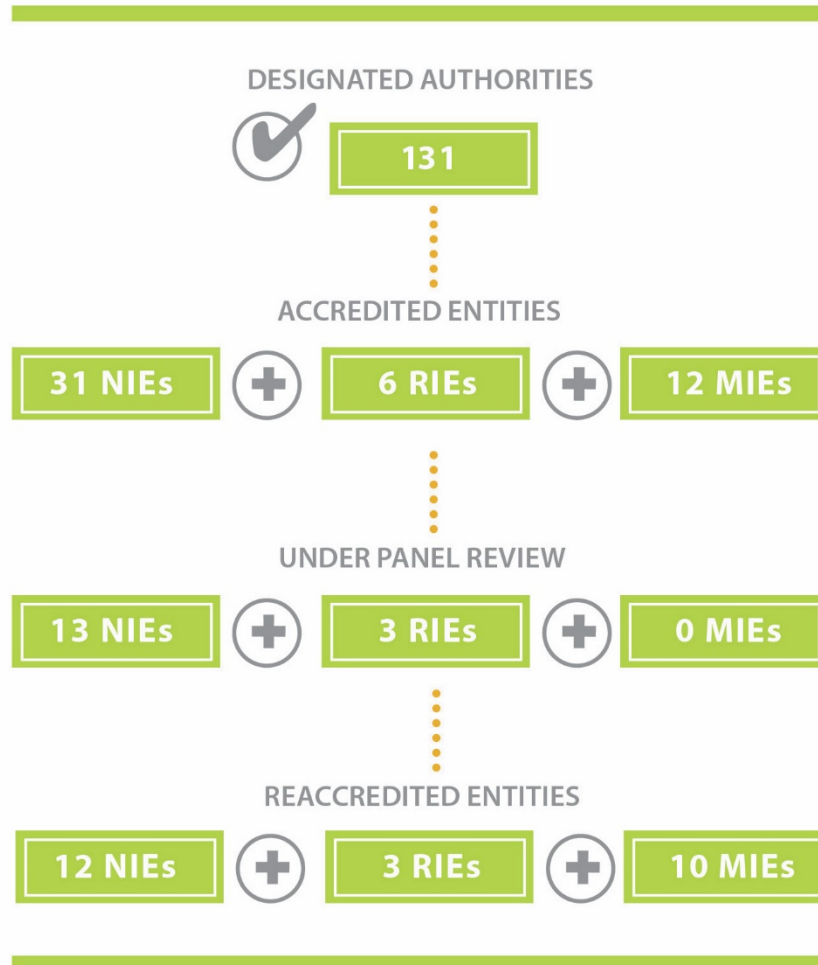 DESIGNATED AUTHORITIES
131
ACCREDITED ENTITIES
31 NIEs + 6 RIEs + 12 MIEs
UNDER PANEL REVIEW
13 NIEs + 3 RIEs + 0 MIEs
REACCREDITED ENTITIES
12 NIEs + 3 RIEs + 10 MIEs